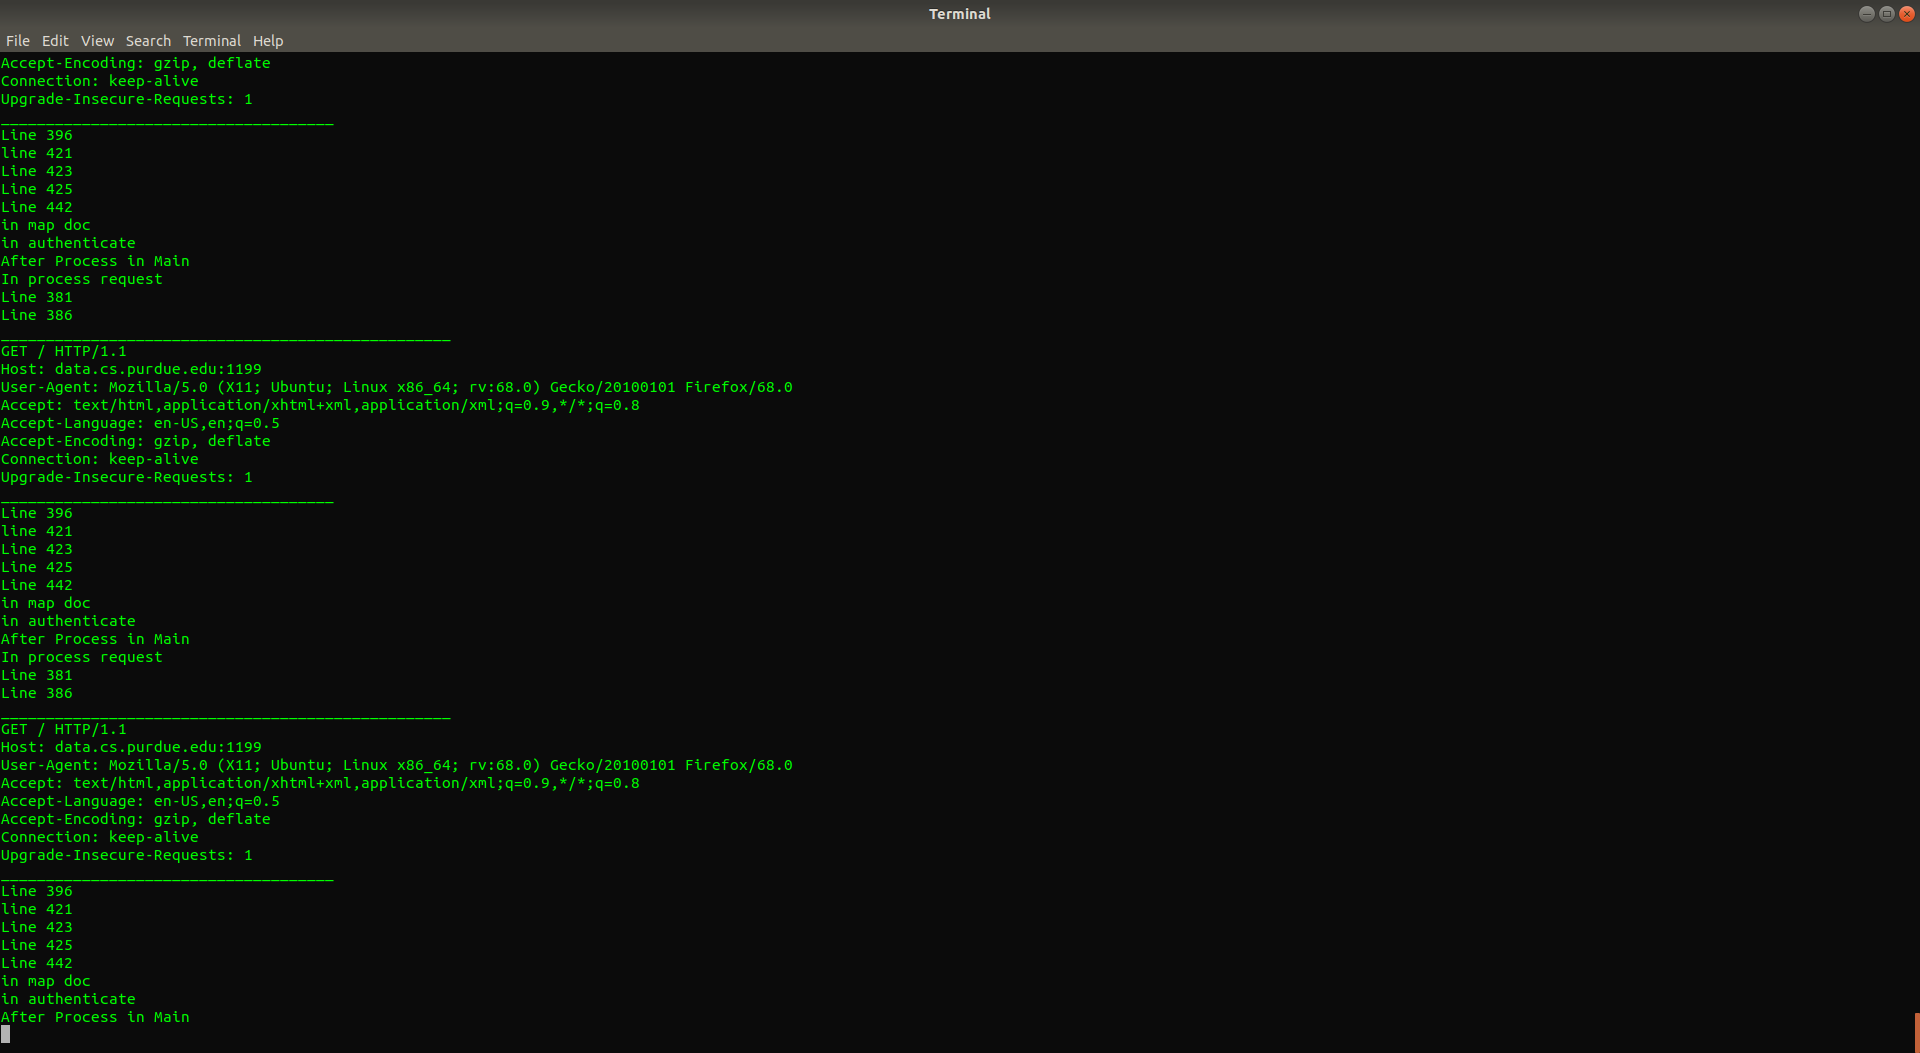 Terminal
File Edit View Search Terminal Help
Accept-Encoding: gzip, deflate
Connection: keep-alive
Upgrade-Insecure-Requests: 1
_____________________________________
Line 396
line 421
Line 423
Line 425
Line 442
in map doc
in authenticate
After Process in Main
In process request
Line 381
Line 386
__________________________________________________
GET / HTTP/1.1
Host: data.cs.purdue.edu:1199
User-Agent: Mozilla/5.0 (X11; Ubuntu; Linux x86_64; rv:68.0) Gecko/20100101 Firefox/68.0
Accept: text/html,application/xhtml+xml,application/xml;q=0.9,*/*;q=0.8
Accept-Language: en-US,en;q=0.5
Accept-Encoding: gzip, deflate
Connection: keep-alive
Upgrade-Insecure-Requests: 1
_____________________________________
Line 396
line 421
Line 423
Line 425
Line 442
in map doc
in authenticate
After Process in Main
In process request
Line 381
Line 386
__________________________________________________
GET / HTTP/1.1
Host: data.cs.purdue.edu:1199
User-Agent: Mozilla/5.0 (X11; Ubuntu; Linux x86_64; rv:68.0) Gecko/20100101 Firefox/68.0
Accept: text/html,application/xhtml+xml,application/xml;q=0.9,*/*;q=0.8
Accept-Language: en-US,en;q=0.5
Accept-Encoding: gzip, deflate
Connection: keep-alive
Upgrade-Insecure-Requests: 1
_____________________________________
Line 396
line 421
Line 423
Line 425
Line 442
in map doc
in authenticate
After Process in Main